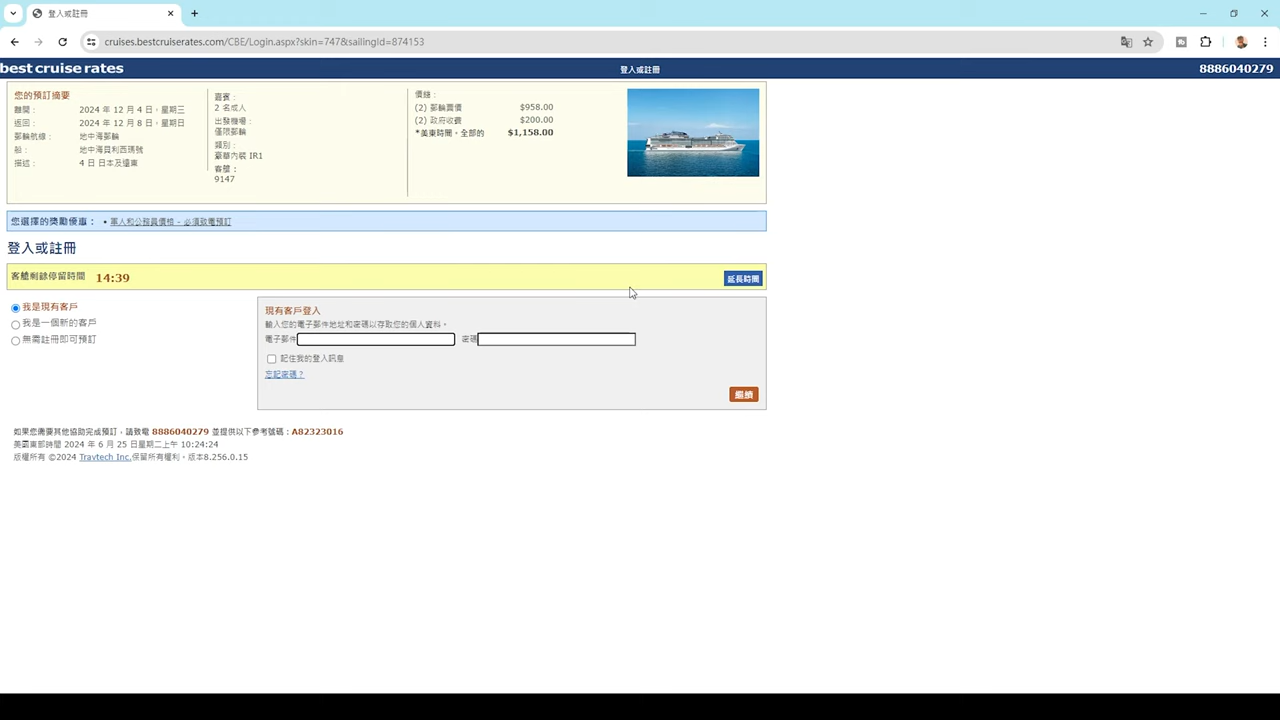 登入或註冊
cruises.bestcruiserates.com/CBE/Login.aspx?skin=747&sailingId=874153
best cruise rates
登入或註冊
8886040279
您的預訂摘要
離開： 2024 年 12 月 4 日，星期三
返回： 2024 年 12 月 8 日，星期日
郵輪航線： 地中海郵輪
船： 地中海貝利西瑪號
描述： 4 日 日本及遠東
嘉賓：
2 名成人
出發機場：
僅限郵輪
類別：
豪華內裝 IR1
客艙：
9147
價錢：
(2) 郵輪票價 $958.00
(2) 政府收費 $200.00
*美東時間。全部的 $1,158.00
您選擇的獎勵優惠： • 軍人和公務員價格 - 必須致電預訂
登入或註冊
客艙剩餘停留時間 14:39
延長時間
我是現有客戶
我是一個新的客戶
無需註冊即可預訂
現有客戶登入
輸入您的電子郵件地址和密碼以存取您的個人資料。
電子郵件 密碼
記住我的登入訊息
忘記密碼？
繼續
如果您需要其他協助完成預訂，請致電 8886040279 並提供以下參考號碼：A82323016
美國東部時間 2024 年 6 月 25 日星期二上午 10:24:24
版權所有 ©2024 Travtech Inc.保留所有權利。版本8.256.0.15